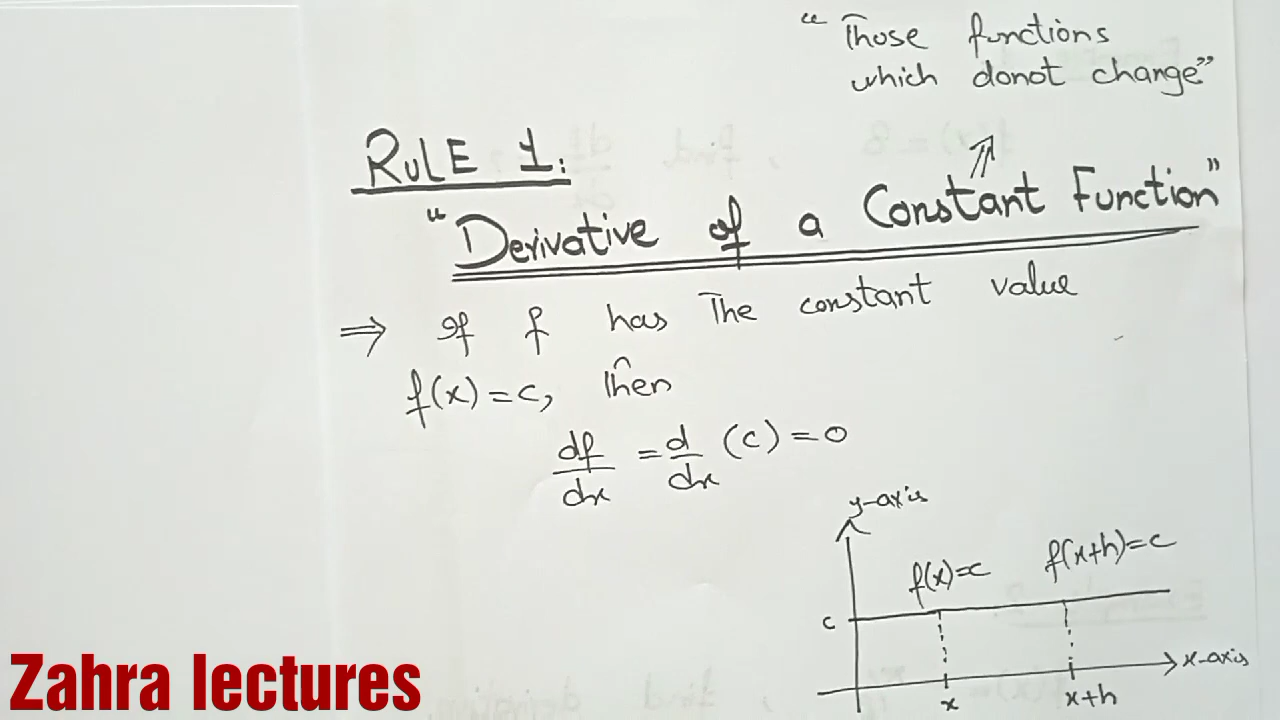 “Those functions
which donot change”
RULE 1:
“Derivative of a Constant Function”
⇒ If f has The constant value
f(x) = c, Then
df/dx = d/dx (c) = 0
y-axis
f(x)=c
f(x+h)=c
c
x-axis
x
x+h
Zahra lectures